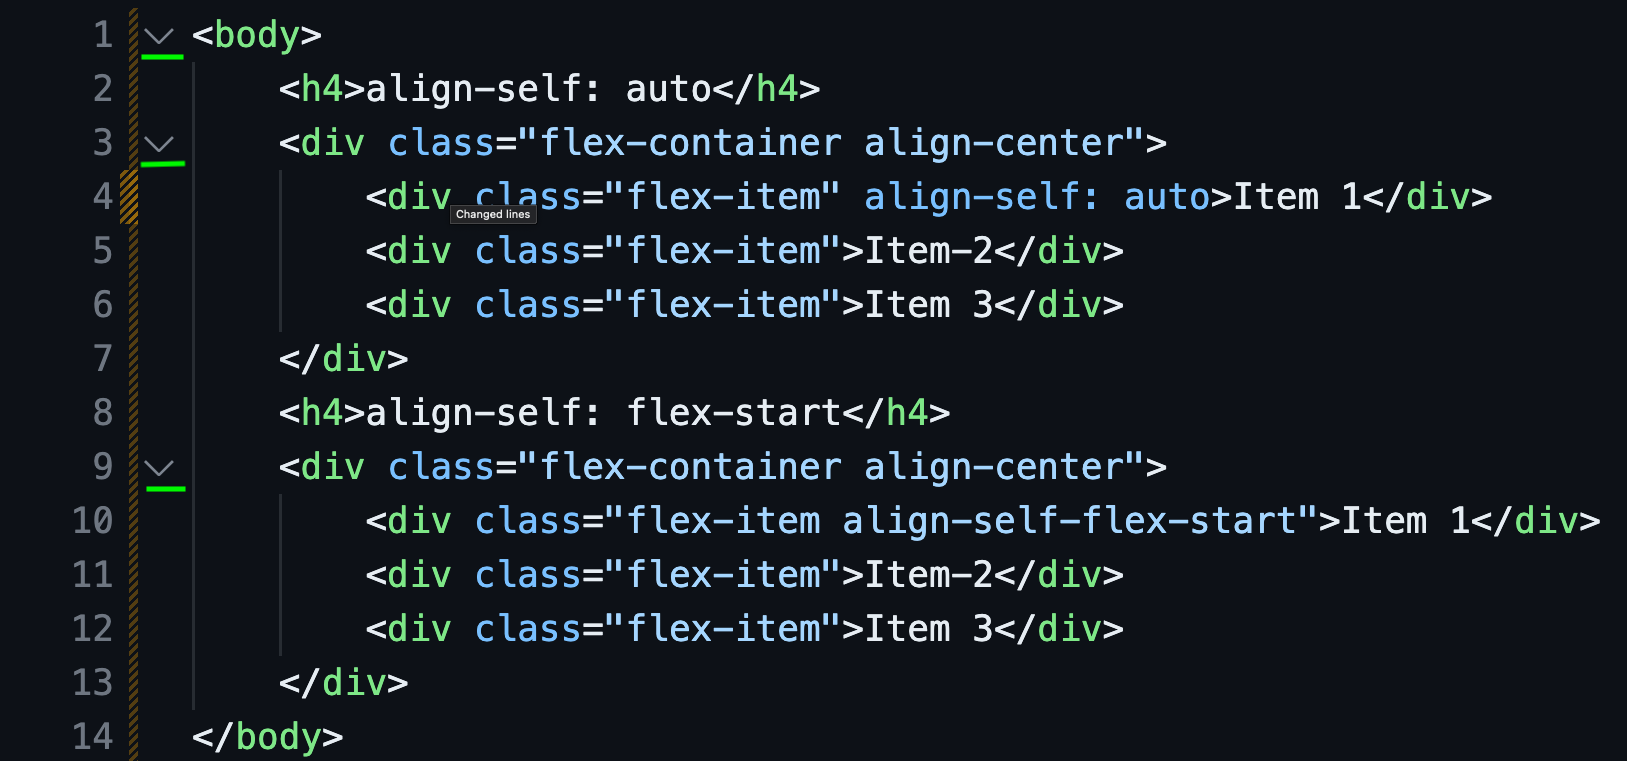 1 <body>
2 <h4>align-self: auto</h4>
3 <div class="flex-container align-center">
4 <div class="flex-item" align-self: auto>Item 1</div>
Changed lines
5 <div class="flex-item">Item-2</div>
6 <div class="flex-item">Item 3</div>
7 </div>
8 <h4>align-self: flex-start</h4>
9 <div class="flex-container align-center">
10 <div class="flex-item align-self-flex-start">Item 1</div>
11 <div class="flex-item">Item-2</div>
12 <div class="flex-item">Item 3</div>
13 </div>
14 </body>